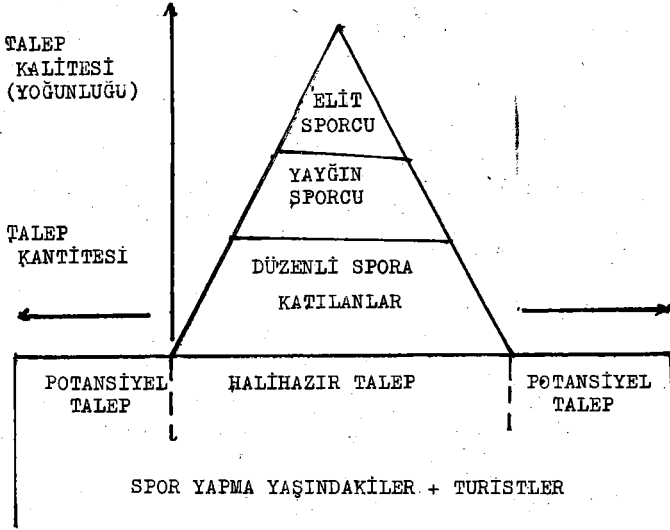 TALEP
KALİTESİ
(YOĞUNLUĞU)
ELİT
SPORCU
YAYĞIN
SPORCU
TALEP
KANTİTESİ
DÜZENLİ SPORA
KATILANLAR
POTANSİYEL
TALEP
HALİHAZIR TALEP
POTANSİYEL
TALEP
SPOR YAPMA YAŞINDAKİLER + TURİSTLER